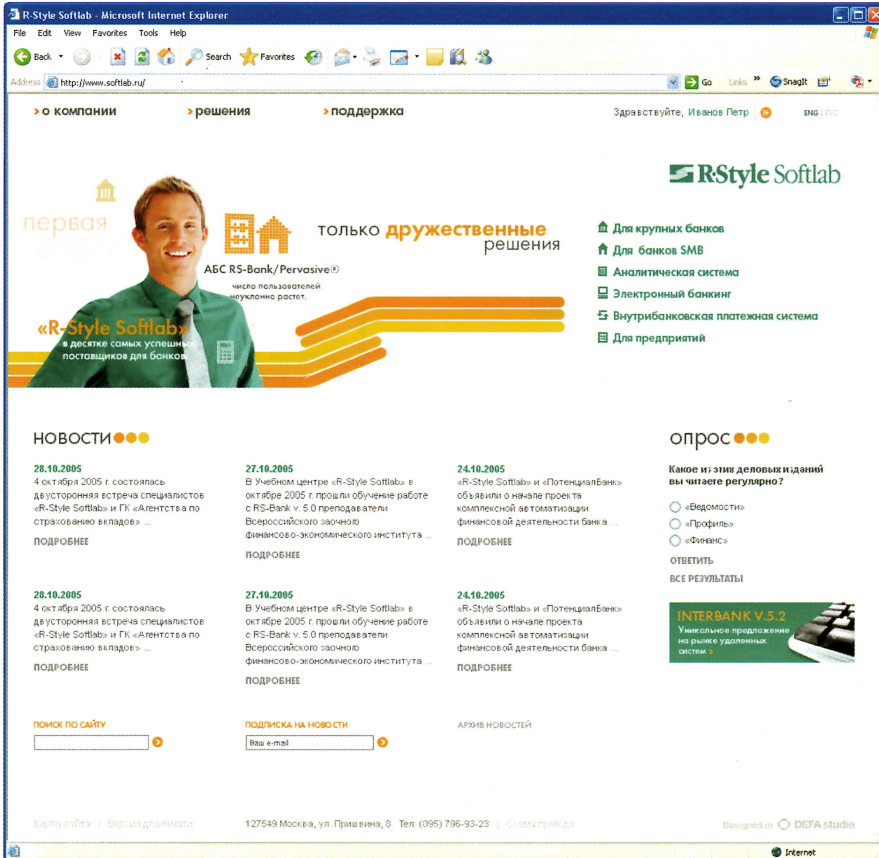 R-Style Softlab - Microsoft Internet Explorer
File Edit View Favorites Tools Help
Back Search Favorites
Address http://www.softlab.ru/ Go Links » SnagIt
о компании решения поддержка Здравствуйте, Иванов Петр ENG | РУС
R-Style Softlab
первая
только дружественные
решения
АБС RS-Bank/Pervasive®
число пользователей
неуклонно растет.
«R-Style Softlab»
в десятке самых успешных
поставщиков для банков
Для крупных банков
Для банков SMB
Аналитическая система
Электронный банкинг
Внутрибанковская платежная система
Для предприятий
новости
28.10.2005
4 октября 2005 г. состоялась
двусторонняя встреча специалистов
«R-Style Softlab» и ГК «Агентства по
страхованию вкладов» ...
ПОДРОБНЕЕ
27.10.2005
В Учебном центре «R-Style Softlab» в
октябре 2005 г. прошли обучение работе
с RS-Bank v. 5.0 преподаватели
Всероссийского заочного
финансово-экономического института ...
ПОДРОБНЕЕ
24.10.2005
«R-Style Softlab» и «ПотенциалБанк»
объявили о начале проекта
комплексной автоматизации
финансовой деятельности банка ...
ПОДРОБНЕЕ
28.10.2005
4 октября 2005 г. состоялась
двусторонняя встреча специалистов
«R-Style Softlab» и ГК «Агентства по
страхованию вкладов» ...
ПОДРОБНЕЕ
27.10.2005
В Учебном центре «R-Style Softlab» в
октябре 2005 г. прошли обучение работе
с RS-Bank v. 5.0 преподаватели
Всероссийского заочного
финансово-экономического института ...
ПОДРОБНЕЕ
24.10.2005
«R-Style Softlab» и «ПотенциалБанк»
объявили о начале проекта
комплексной автоматизации
финансовой деятельности банка ...
ПОДРОБНЕЕ
опрос
Какое из этих деловых изданий
вы читаете регулярно?
«Ведомости»
«Профиль»
«Финанс»
ОТВЕТИТЬ
ВСЕ РЕЗУЛЬТАТЫ
INTERBANK V.5.2
Уникальное предложение
на рынке удаленных
систем
ПОИСК ПО САЙТУ
ПОДПИСКА НА НОВОСТИ
Ваш e-mail
АРХИВ НОВОСТЕЙ
Карта сайта | Версия для печати 127549 Москва, ул. Пришвина, 8. Тел: (095) 796-93-23 | Схема проезда Designed in DEFA studio
Internet